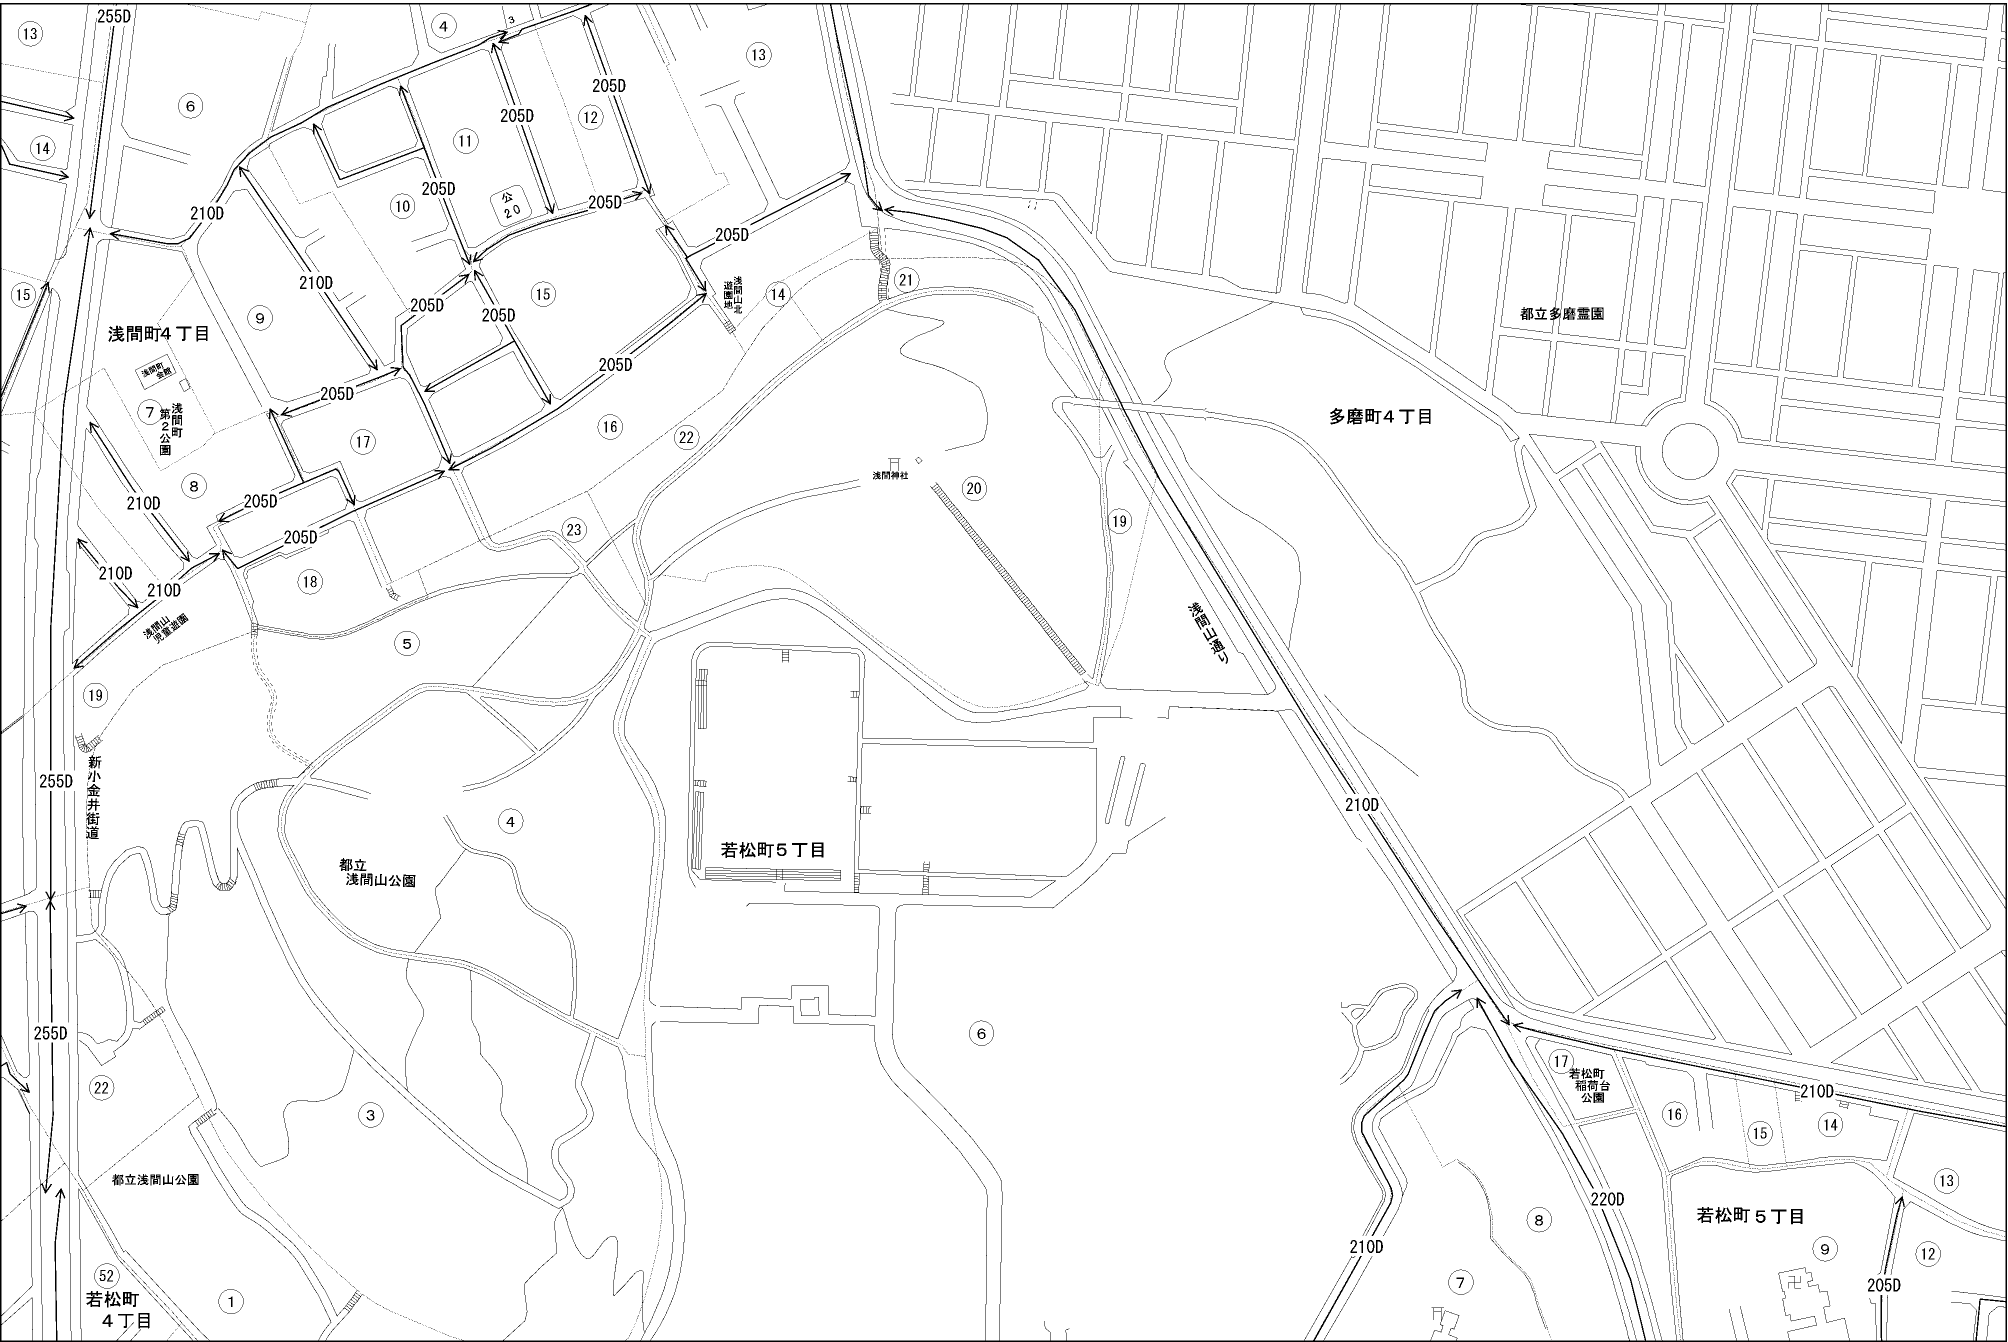 255D
13
4
3
13
6
205D
205D
12
14
11
205D
公
20
10
205D
210D
205D
浅間山北
遊園地
14
21
15
210D
205D
15
205D
9
浅間町4丁目
都立多磨霊園
浅間町
会館
205D
205D
7
浅間町
第2公園
16
22
多磨町4丁目
17
8
205D
210D
浅間神社
20
19
23
205D
210D
18
210D
浅間山
児童遊園
浅間山通り
5
19
255D
新小金井街道
4
若松町5丁目
210D
都立
浅間山公園
255D
6
22
3
17
若松町
稲荷台
公園
210D
16
15
14
都立浅間山公園
13
220D
8
若松町5丁目
210D
9
12
52
若松町
4丁目
1
7
205D